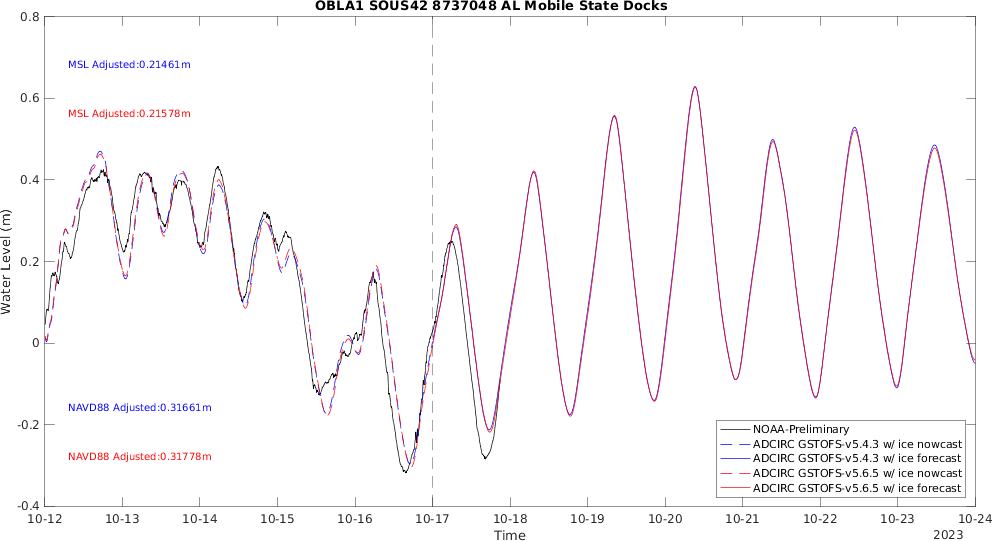 OBLA1 SOUS42 8737048 AL Mobile State Docks
0.8
0.6
0.4
0.2
0
-0.2
-0.4
Water Level (m)
MSL Adjusted:0.21461m
MSL Adjusted:0.21578m
NAVD88 Adjusted:0.31661m
NAVD88 Adjusted:0.31778m
NOAA-Preliminary
ADCIRC GSTOFS-v5.4.3 w/ ice nowcast
ADCIRC GSTOFS-v5.4.3 w/ ice forecast
ADCIRC GSTOFS-v5.6.5 w/ ice nowcast
ADCIRC GSTOFS-v5.6.5 w/ ice forecast
10-12 10-13 10-14 10-15 10-16 10-17 10-18 10-19 10-20 10-21 10-22 10-23 10-24
Time
2023